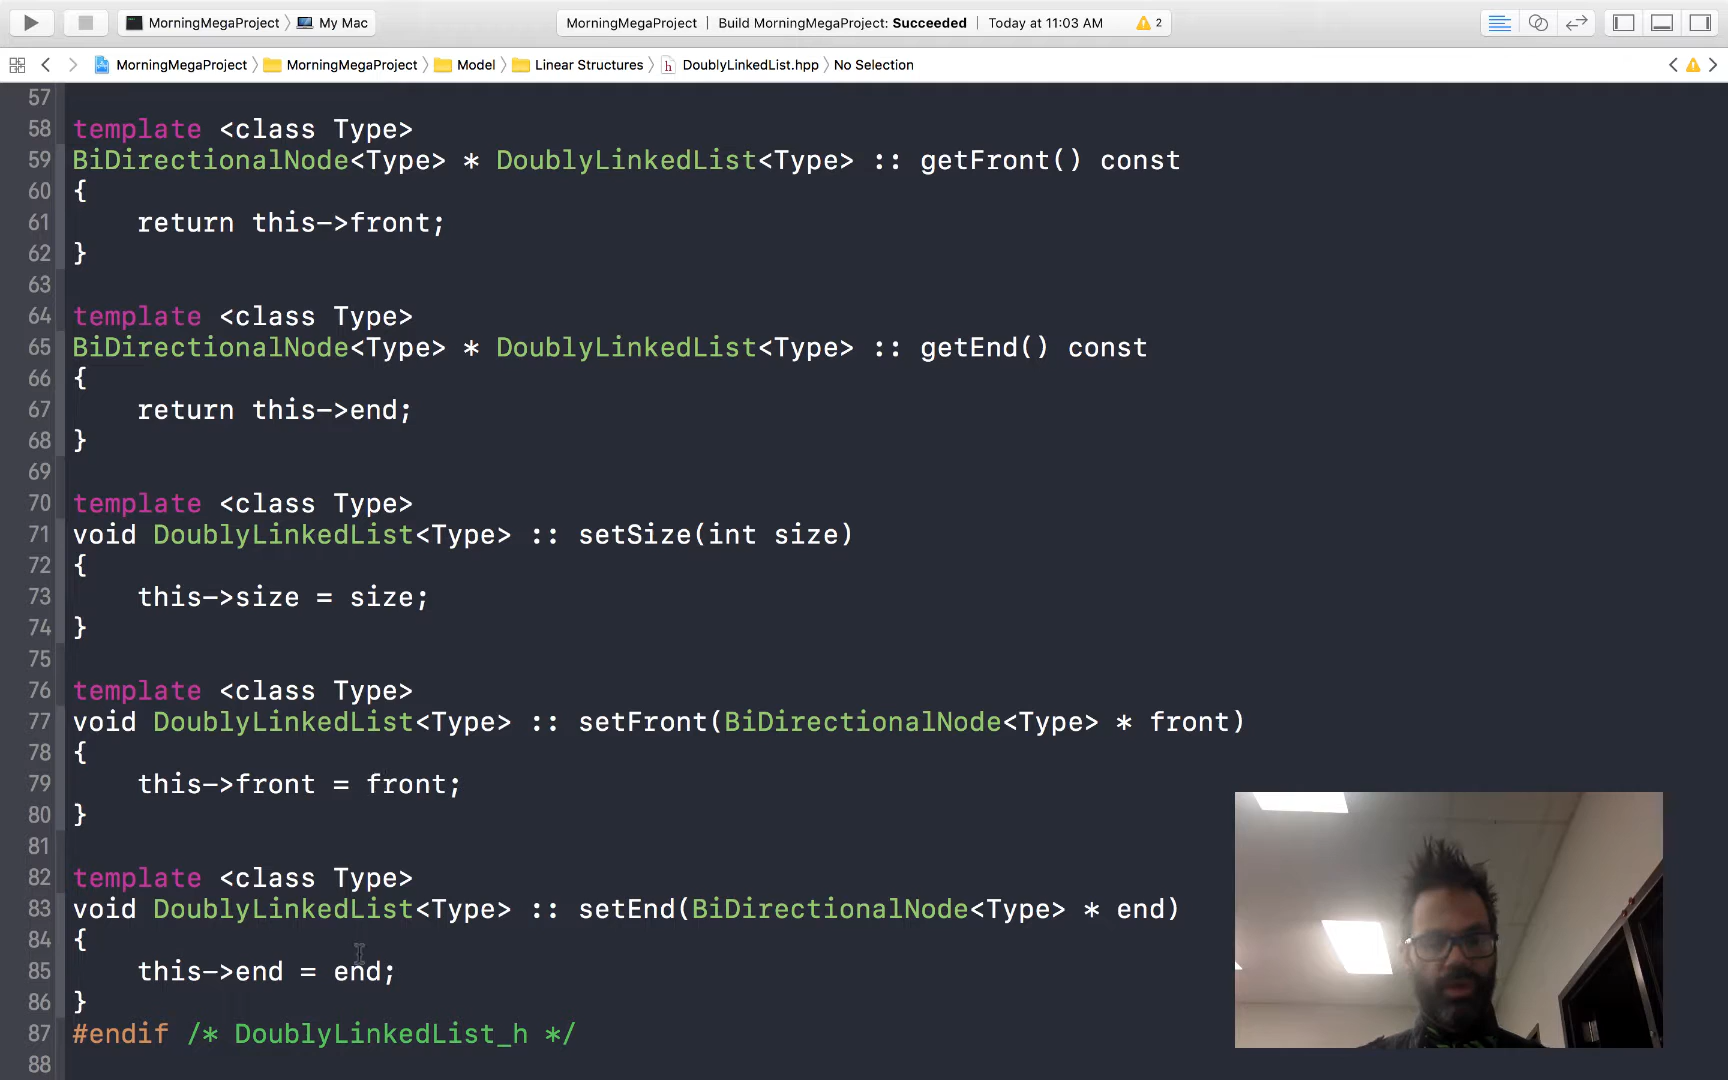 MorningMegaProject My Mac
MorningMegaProject | Build MorningMegaProject: Succeeded | Today at 11:03 AM 2
MorningMegaProject MorningMegaProject Model Linear Structures h DoublyLinkedList.hpp No Selection
57
58 template <class Type>
59 BiDirectionalNode<Type> * DoublyLinkedList<Type> :: getFront() const
60 {
61     return this->front;
62 }
63
64 template <class Type>
65 BiDirectionalNode<Type> * DoublyLinkedList<Type> :: getEnd() const
66 {
67     return this->end;
68 }
69
70 template <class Type>
71 void DoublyLinkedList<Type> :: setSize(int size)
72 {
73     this->size = size;
74 }
75
76 template <class Type>
77 void DoublyLinkedList<Type> :: setFront(BiDirectionalNode<Type> * front)
78 {
79     this->front = front;
80 }
81
82 template <class Type>
83 void DoublyLinkedList<Type> :: setEnd(BiDirectionalNode<Type> * end)
84 {
85     this->end = end;
86 }
87 #endif /* DoublyLinkedList_h */
88